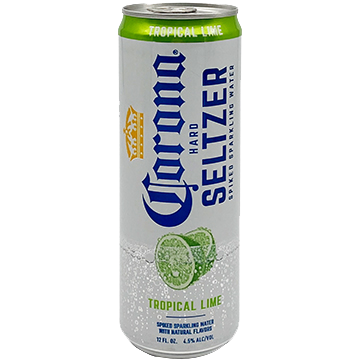 TROPICAL LIME
Corona®
HARD
SELTZER
SPIKED SPARKLING WATER
TROPICAL LIME
SPIKED SPARKLING WATER
WITH NATURAL FLAVORS
12 FL. OZ. 4.5% ALC/VOL